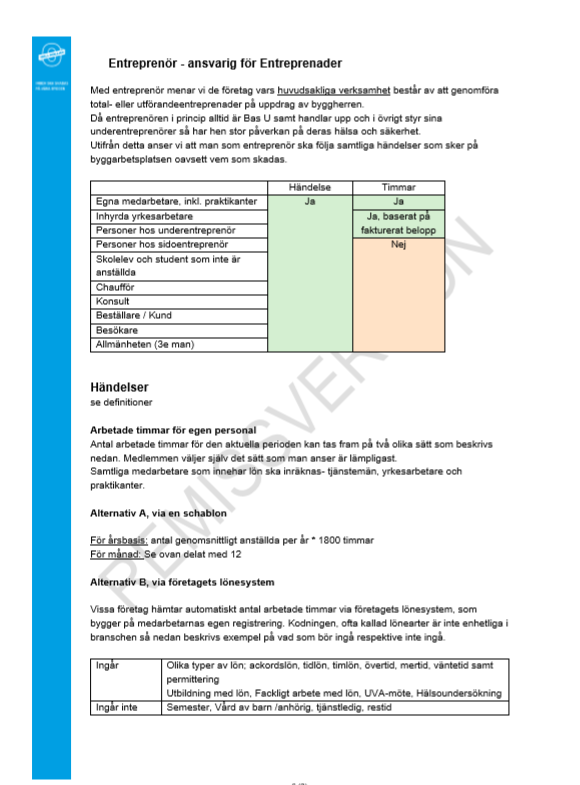 Entreprenör - ansvarig för Entreprenader
Med entreprenör menar vi de företag vars huvudsakliga verksamhet består av att genomföra
total- eller utförandeentreprenader på uppdrag av byggherren.
Då entreprenören i princip alltid är Bas U samt handlar upp och i övrigt styr sina
underentreprenörer så har hen stor påverkan på deras hälsa och säkerhet.
Utifrån detta anser vi att man som entreprenör ska följa samtliga händelser som sker på
byggarbetsplatsen oavsett vem som skadas.
Händelse Timmar
Egna medarbetare, inkl. praktikanter Ja Ja
Inhyrda yrkesarbetare Ja, baserat på
Personer hos underentreprenör fakturerat belopp
Personer hos sidoentreprenör Nej
Skolelev och student som inte är
anställda
Chaufför
Konsult
Beställare / Kund
Besökare
Allmänheten (3e man)
Händelser
se definitioner
Arbetade timmar för egen personal
Antal arbetade timmar för den aktuella perioden kan tas fram på två olika sätt som beskrivs
nedan. Medlemmen väljer själv det sätt som man anser är lämpligast.
Samtliga medarbetare som innehar lön ska inräknas- tjänstemän, yrkesarbetare och
praktikanter.
Alternativ A, via en schablon
För årsbasis: antal genomsnittligt anställda per år * 1800 timmar
För månad: Se ovan delat med 12
Alternativ B, via företagets lönesystem
Vissa företag hämtar automatiskt antal arbetade timmar via företagets lönesystem, som
bygger på medarbetarnas egen registrering. Kodningen, ofta kallad lönearter är inte enhetliga i
branschen så nedan beskrivs exempel på vad som bör ingå respektive inte ingå.
Ingår Olika typer av lön; ackordslön, tidlön, timlön, övertid, mertid, väntetid samt
permittering
Utbildning med lön, Fackligt arbete med lön, UVA-möte, Hälsoundersökning
Ingår inte Semester, Vård av barn /anhörig, tjänstledig, restid
REMISSVERSION